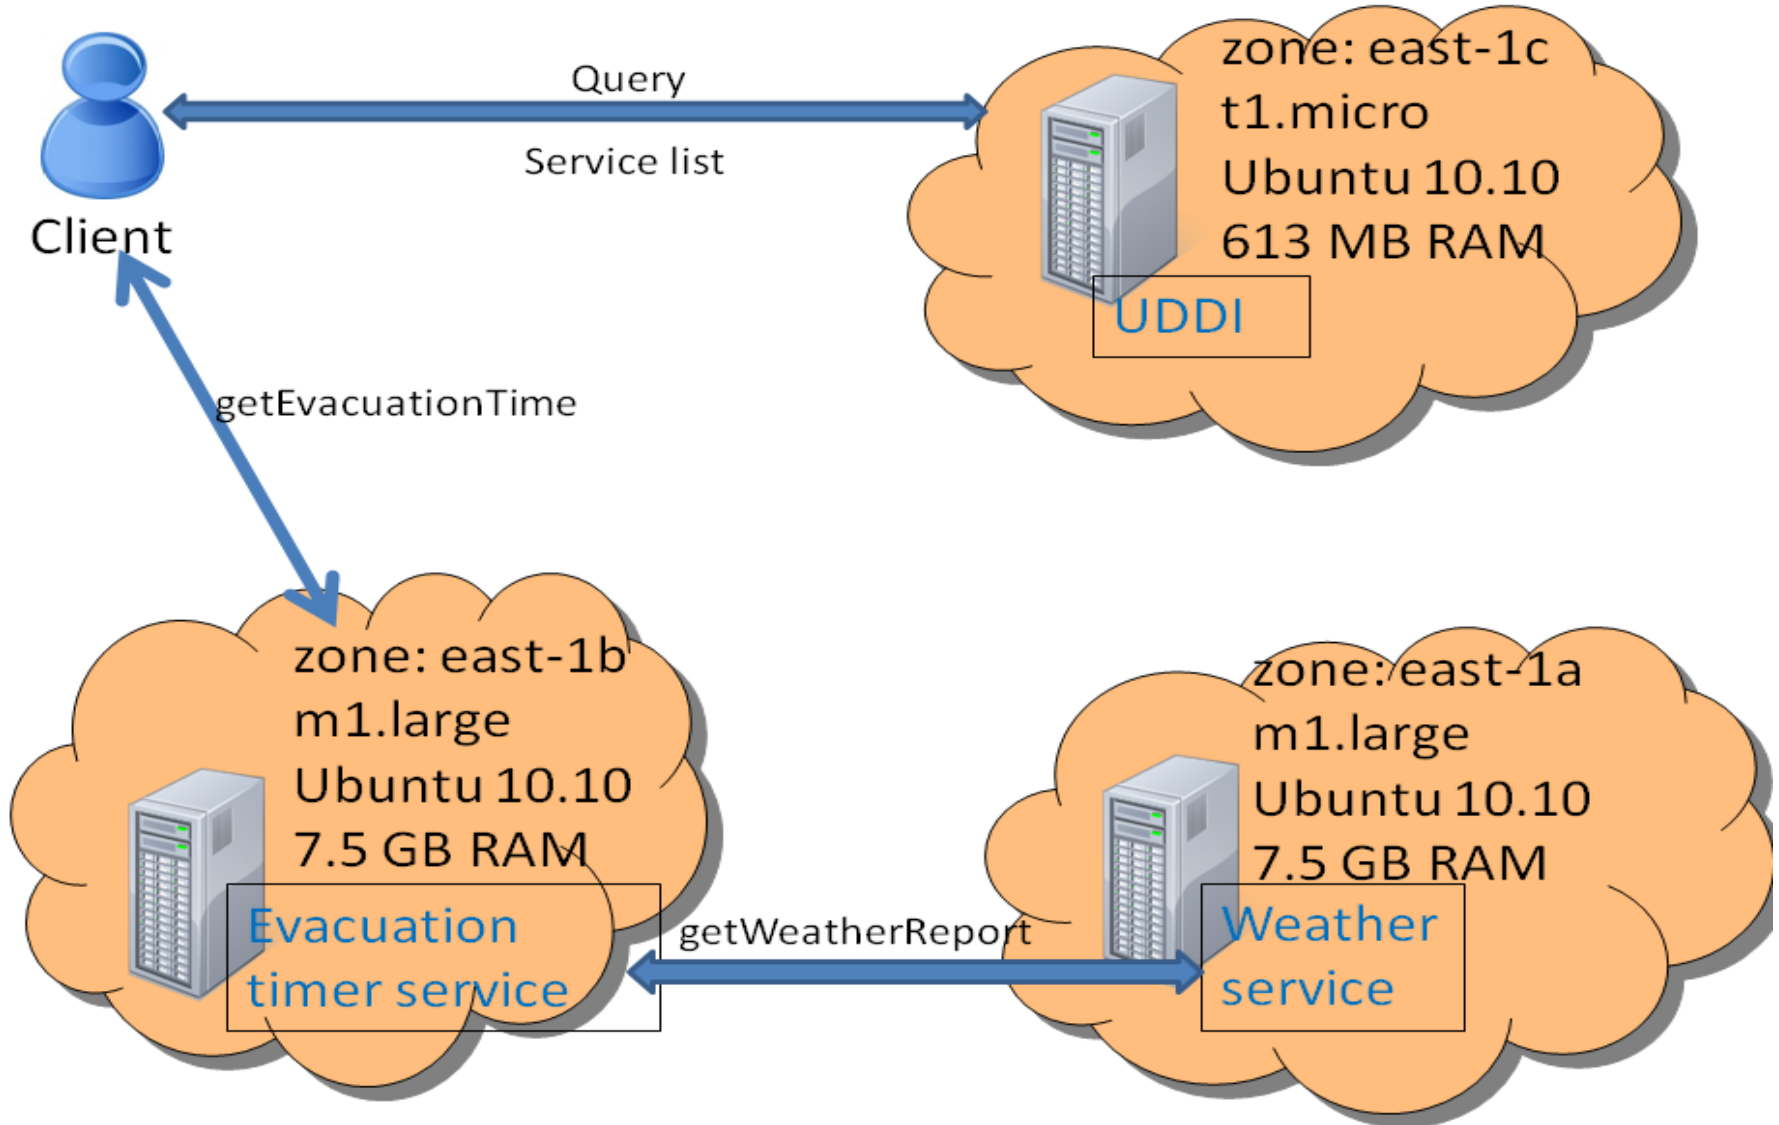 Query
Service list
Client
zone: east-1c
t1.micro
Ubuntu 10.10
613 MB RAM
UDDI
getEvacuationTime
zone: east-1b
m1.large
Ubuntu 10.10
7.5 GB RAM
Evacuation
timer service
getWeatherReport
zone: east-1a
m1.large
Ubuntu 10.10
7.5 GB RAM
Weather
service